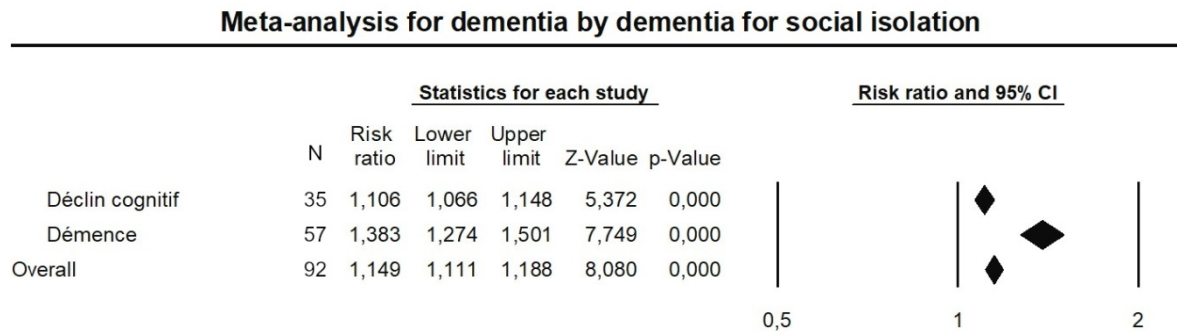 Meta-analysis for dementia by dementia for social isolation
Statistics for each study Risk ratio and 95% CI
N Risk ratio Lower limit Upper limit Z-Value p-Value
Déclin cognitif 35 1,106 1,066 1,148 5,372 0,000
Démence 57 1,383 1,274 1,501 7,749 0,000
Overall 92 1,149 1,111 1,188 8,080 0,000
0,5 1 2